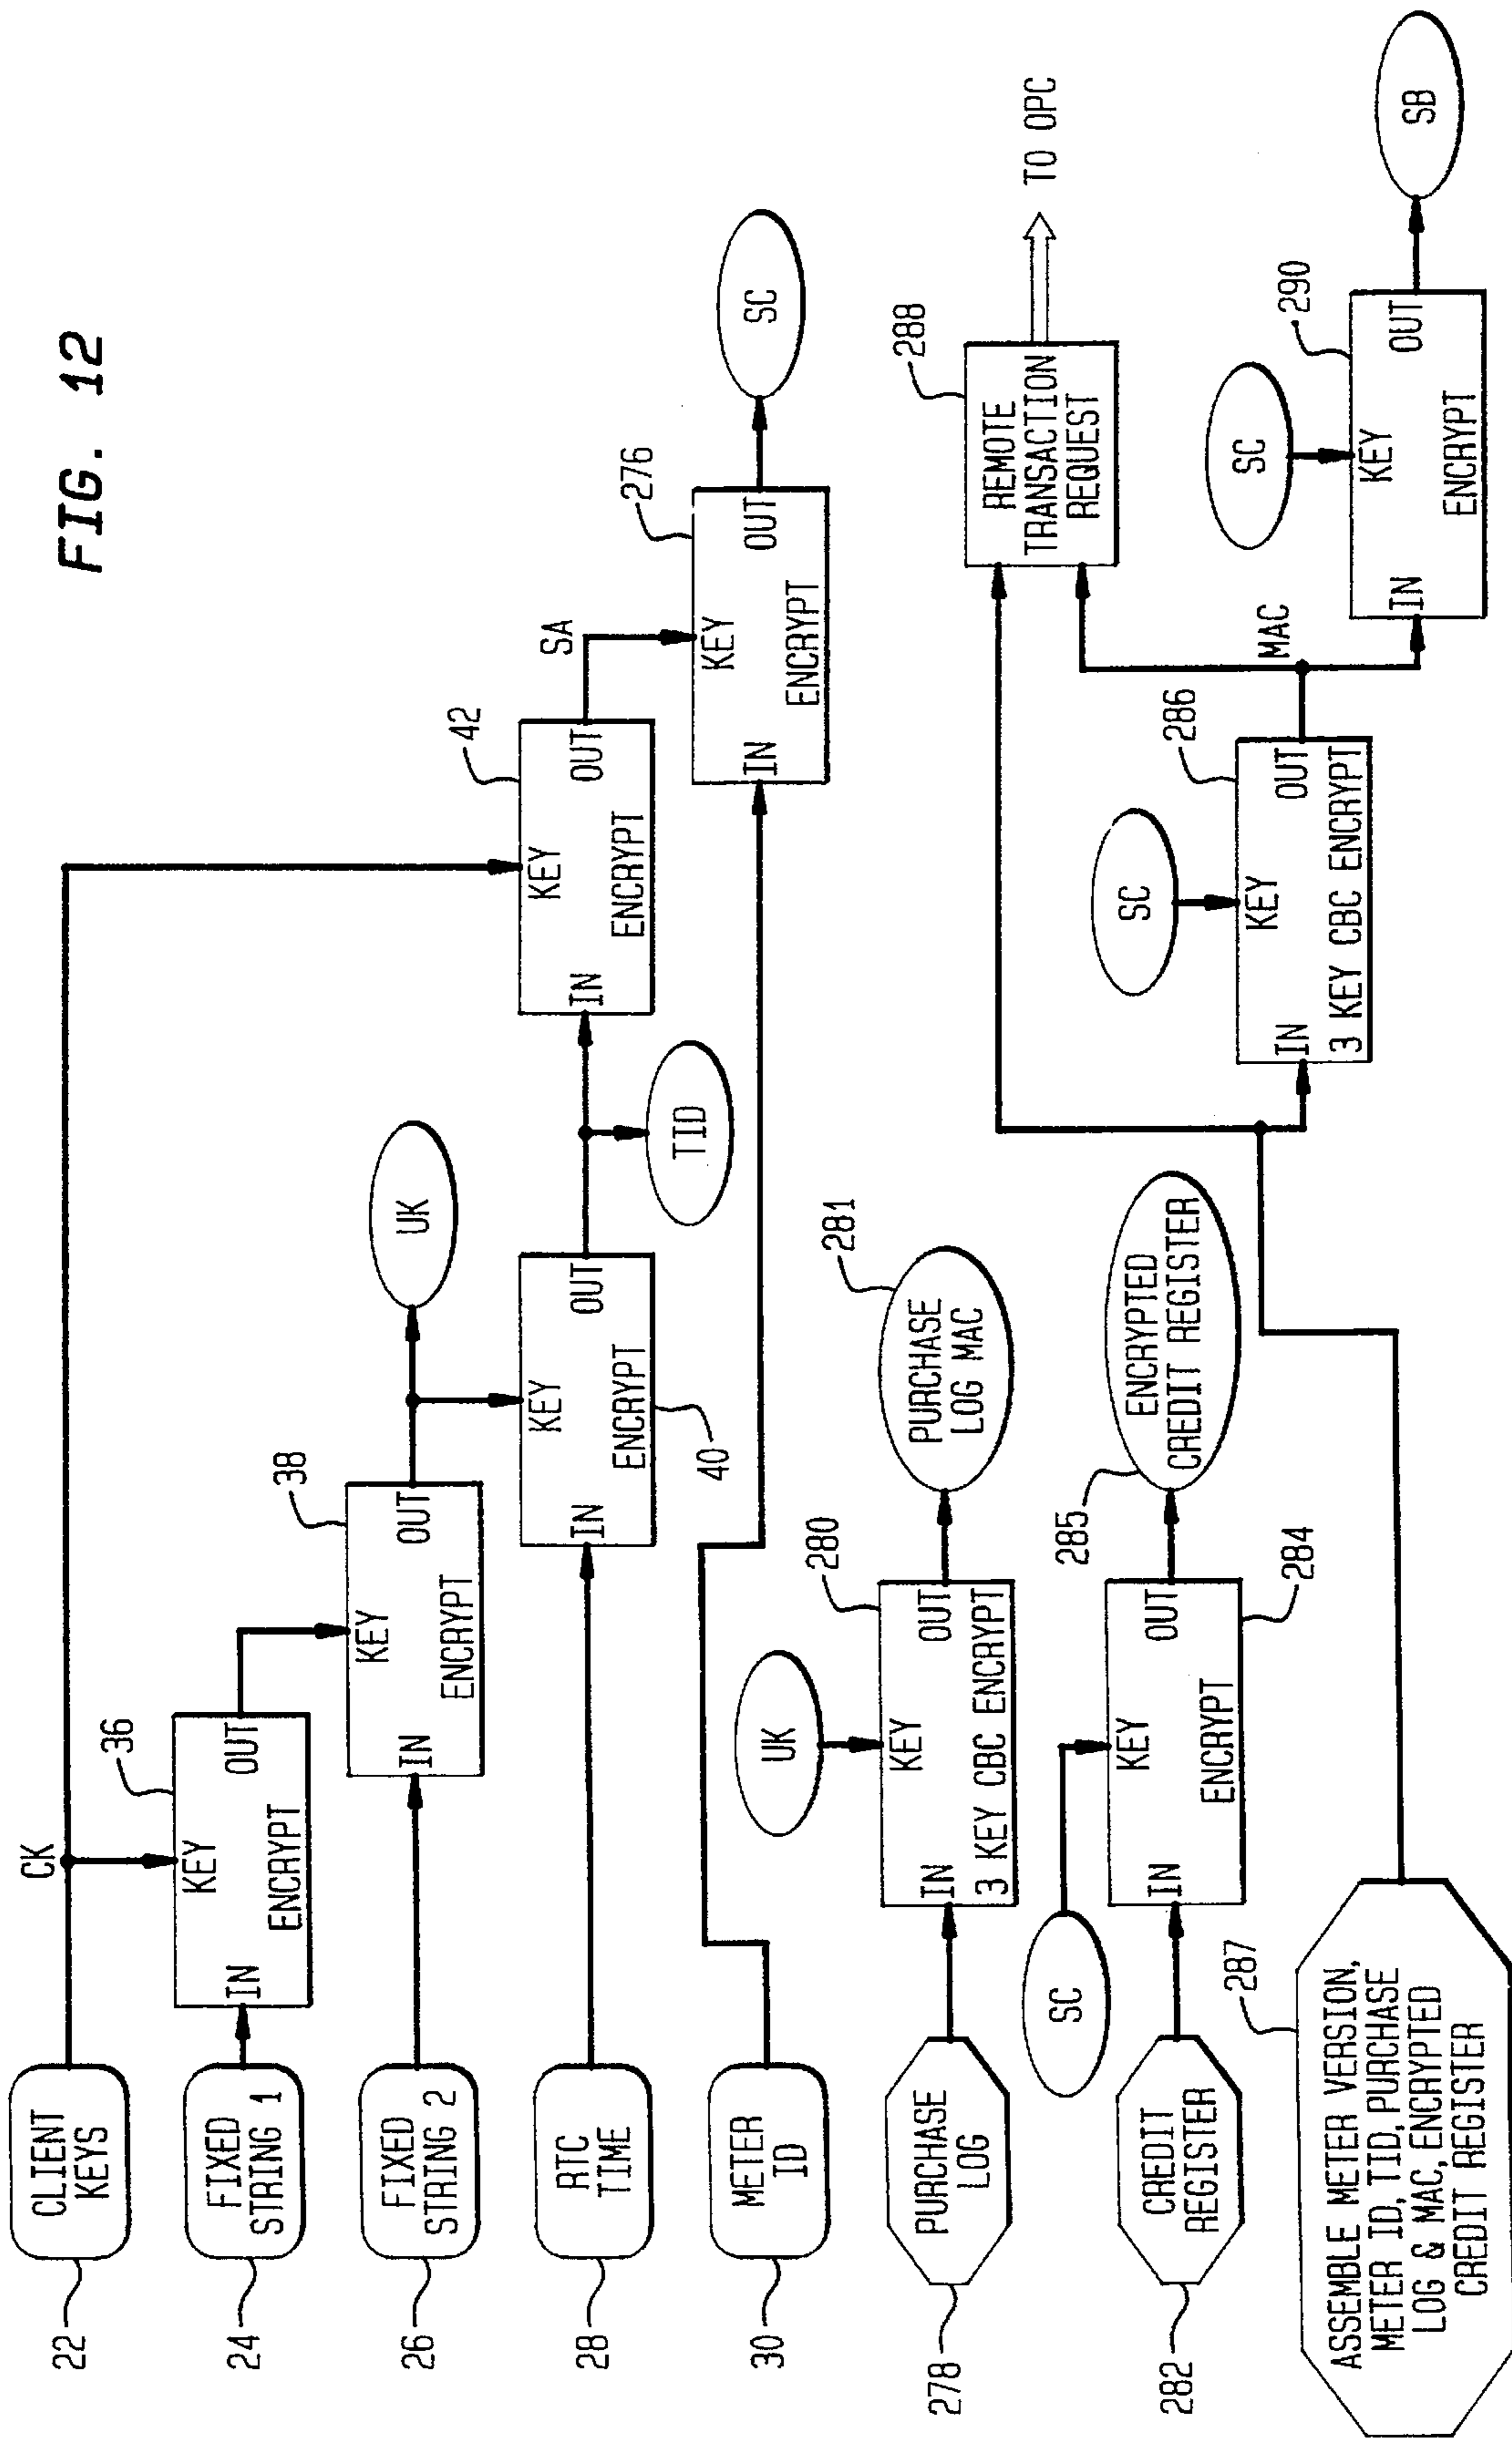 FIG. 12
22
CLIENT
KEYS
CK
24
FIXED
STRING 1
36
KEY
IN
OUT
ENCRYPT
26
FIXED
STRING 2
38
KEY
IN
OUT
ENCRYPT
UK
28
RTC
TIME
KEY
IN
OUT
ENCRYPT
40
TID
42
KEY
IN
OUT
ENCRYPT
SA
30
METER
ID
276
KEY
IN
OUT
ENCRYPT
SC
278
PURCHASE
LOG
UK
280
KEY
IN
OUT
3 KEY CBC ENCRYPT
281
PURCHASE
LOG MAC
282
CREDIT
REGISTER
SC
KEY
IN
OUT
ENCRYPT
284
285
ENCRYPTED
CREDIT REGISTER
287
ASSEMBLE METER VERSION,
METER ID, TID, PURCHASE
LOG & MAC, ENCRYPTED
CREDIT REGISTER
SC
286
KEY
IN
OUT
3 KEY CBC ENCRYPT
MAC
288
REMOTE
TRANSACTION
REQUEST
TO OPC
SC
290
KEY
IN
OUT
ENCRYPT
SB